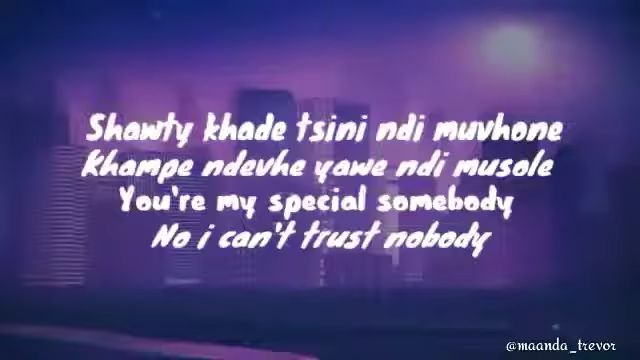 Shawty khade tsini ndi muvhone
Khampe ndevhe yawe ndi musole
You're my special somebody
No i can't trust nobody
@maanda_trevor